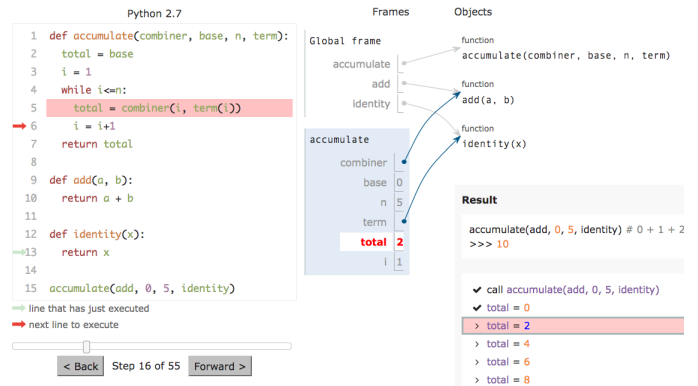 Python 2.7
1 def accumulate(combiner, base, n, term):
2 total = base
3 i = 1
4 while i<=n:
5 total = combiner(i, term(i))
6 i = i+1
7 return total
8
9 def add(a, b):
10 return a + b
11
12 def identity(x):
13 return x
14
15 accumulate(add, 0, 5, identity)
line that has just executed
next line to execute
< Back Step 16 of 55 Forward >
Frames Objects
Global frame
accumulate
add
identity
function
accumulate(combiner, base, n, term)
function
add(a, b)
function
identity(x)
accumulate
combiner
base 0
n 5
term
total 2
i 1
Result
accumulate(add, 0, 5, identity) # 0 + 1 + 2
>>> 10
✔ call accumulate(add, 0, 5, identity)
✔ total = 0
> total = 2
> total = 4
> total = 6
> total = 8